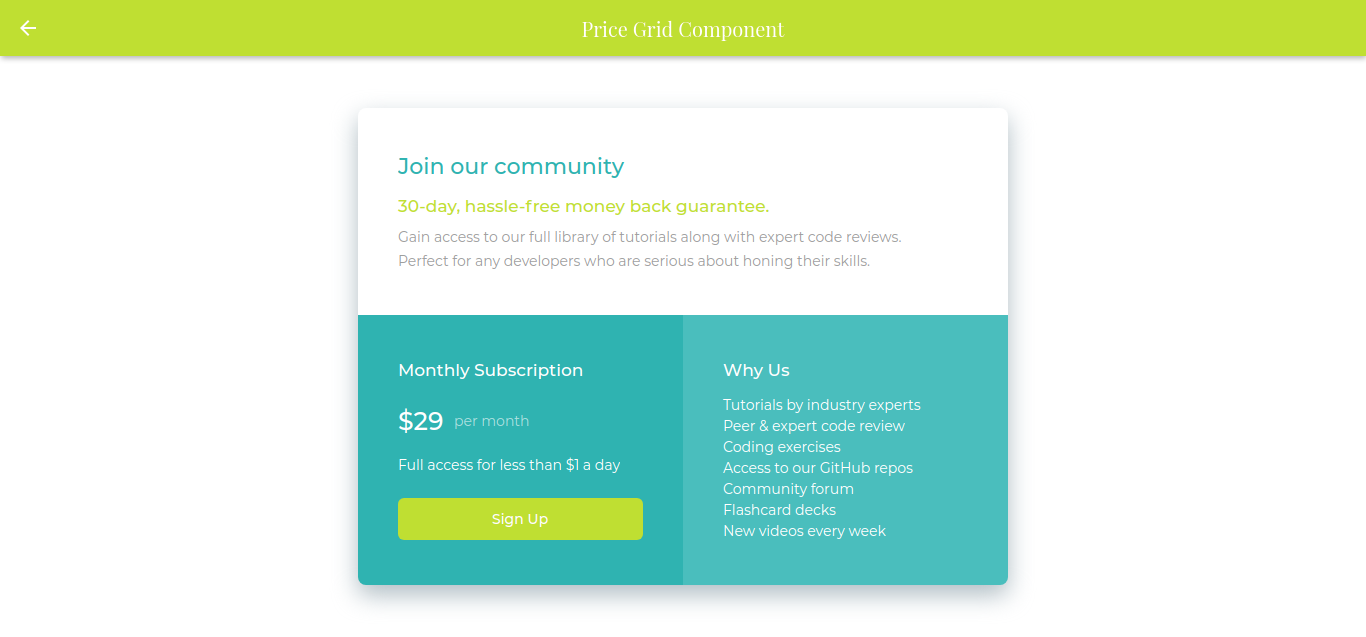 Price Grid Component
Join our community
30-day, hassle-free money back guarantee.
Gain access to our full library of tutorials along with expert code reviews.
Perfect for any developers who are serious about honing their skills.
Monthly Subscription
$29 per month
Full access for less than $1 a day
Sign Up
Why Us
Tutorials by industry experts
Peer & expert code review
Coding exercises
Access to our GitHub repos
Community forum
Flashcard decks
New videos every week